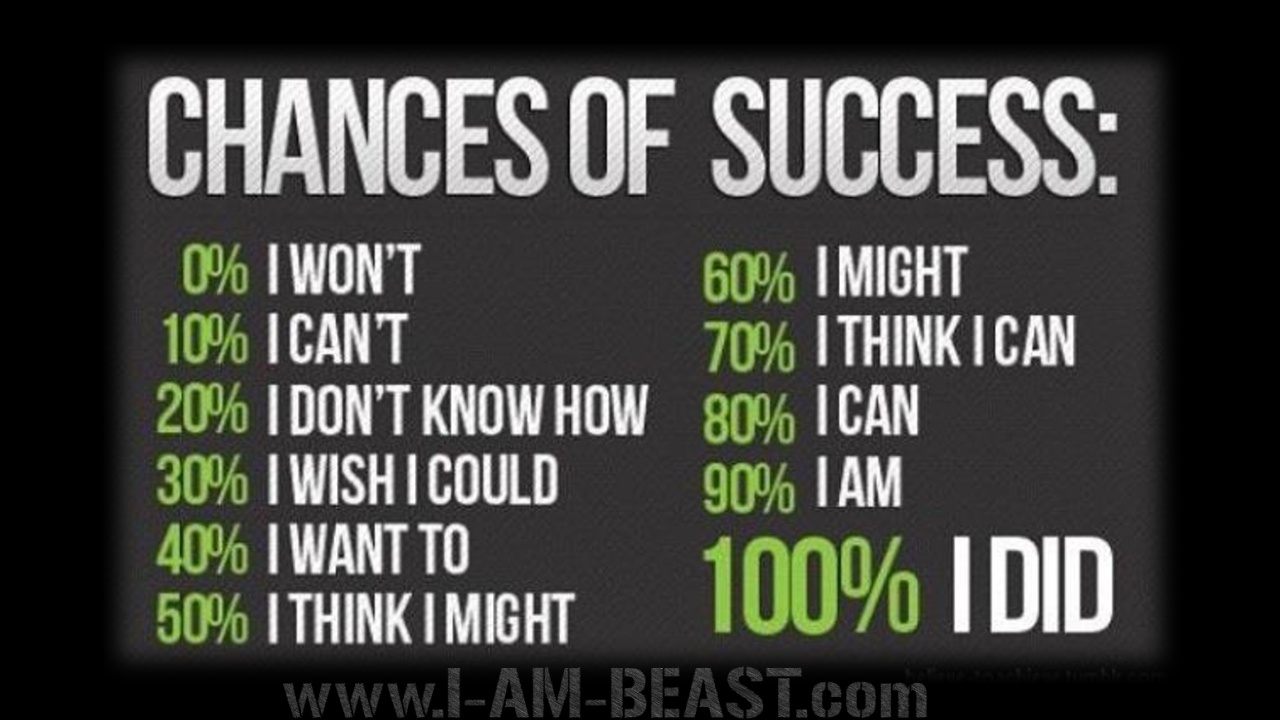 CHANCES OF SUCCESS:
0% I WON'T
10% I CAN'T
20% I DON'T KNOW HOW
30% I WISH I COULD
40% I WANT TO
50% I THINK I MIGHT
60% I MIGHT
70% I THINK I CAN
80% I CAN
90% I AM
100% I DID
www.I-AM-BEAST.com